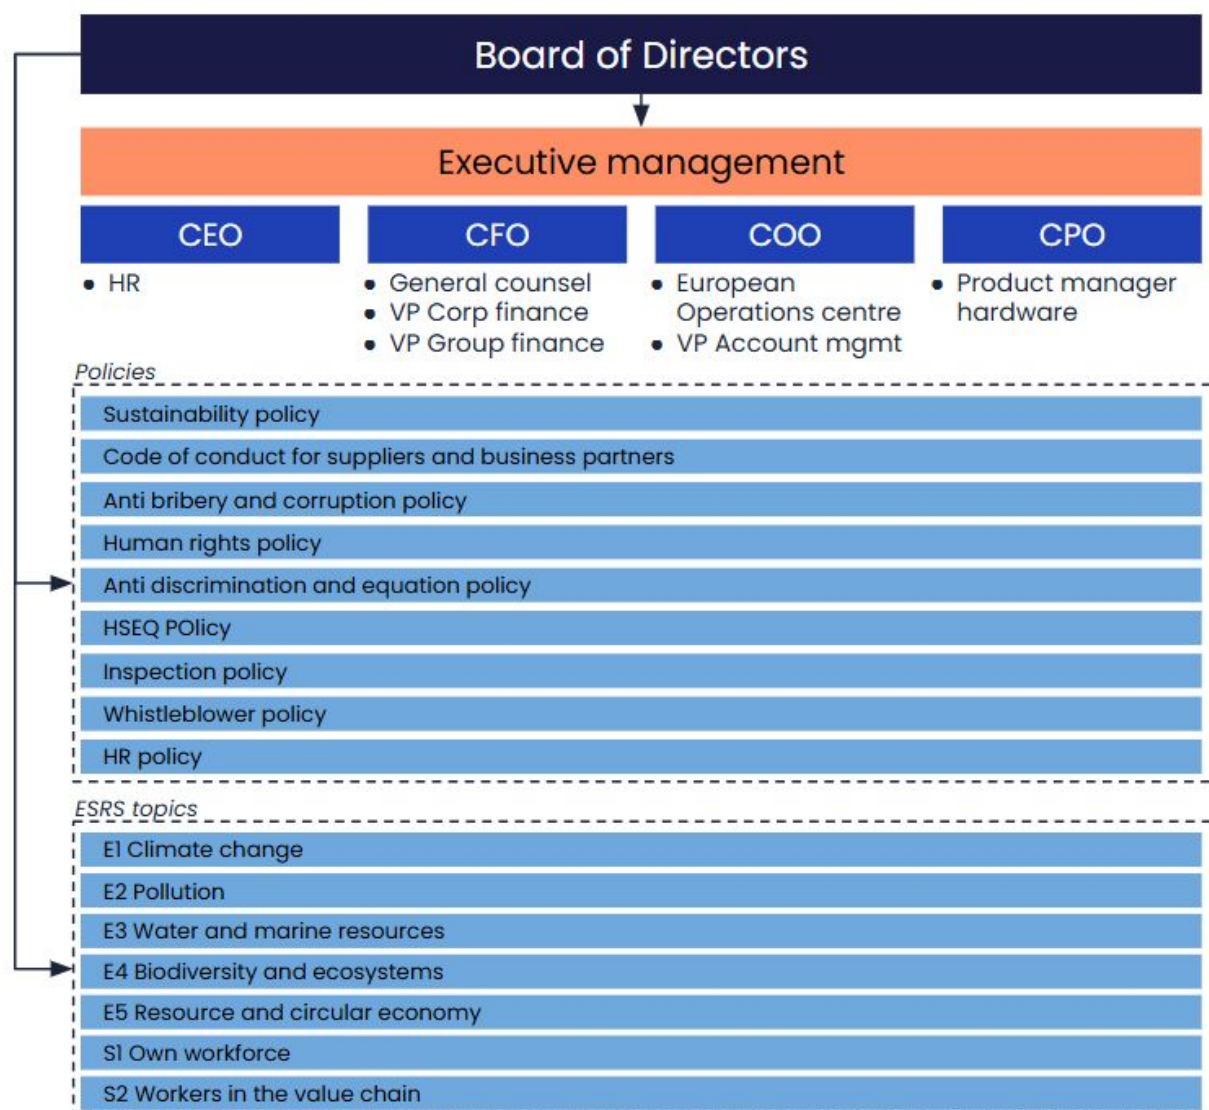 Board of Directors
Executive management
CEO
CFO
COO
CPO
• HR
• General counsel
• VP Corp finance
• VP Group finance
• European
Operations centre
• VP Account mgmt
• Product manager
hardware
Policies
Sustainability policy
Code of conduct for suppliers and business partners
Anti bribery and corruption policy
Human rights policy
Anti discrimination and equation policy
HSEQ POlicy
Inspection policy
Whistleblower policy
HR policy
ESRS topics
E1 Climate change
E2 Pollution
E3 Water and marine resources
E4 Biodiversity and ecosystems
E5 Resource and circular economy
S1 Own workforce
S2 Workers in the value chain